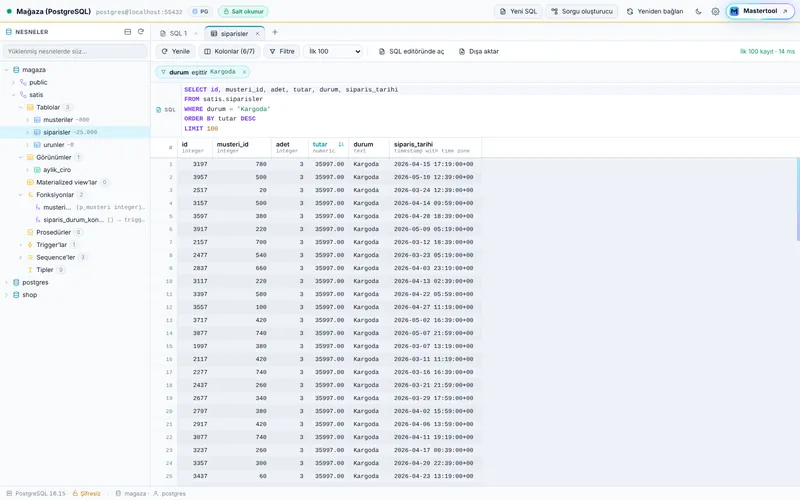 Mağaza (PostgreSQL) postgres@localhost:55432 PG Salt okunur Yeni SQL Sorgu oluşturucu Yeniden bağlan Mastertool
NESNELER
Yüklenmiş nesnelerde süz...
magaza
public
satis
Tablolar 3
musteriler ~800
siparisler ~25.000
urunler ~8
Görünümler 1
aylik_ciro
Materialized view'lar 0
Fonksiyonlar 2
musteri... (p_musteri integer)...
siparis_durum_kon... () → trigg...
Prosedürler 0
Trigger'lar 1
Sequence'ler 3
Tipler 0
postgres
shop
SQL 1 × siparisler × +
Yenile Kolonlar (6/7) Filtre İlk 100 SQL editöründe aç Dışa aktar İlk 100 kayıt · 14 ms
durum eşittir Kargoda ×
SQL
SELECT id, musteri_id, adet, tutar, durum, siparis_tarihi
FROM satis.siparisler
WHERE durum = 'Kargoda'
ORDER BY tutar DESC
LIMIT 100
# id musteri_id adet tutar durum siparis_tarihi
integer integer integer numeric text timestamp with time zone
1 3197 780 3 35997.00 Kargoda 2026-04-15 17:19:00+00
2 3957 500 3 35997.00 Kargoda 2026-05-10 12:39:00+00
3 2517 20 3 35997.00 Kargoda 2026-03-24 12:39:00+00
4 3157 500 3 35997.00 Kargoda 2026-04-14 09:59:00+00
5 3597 380 3 35997.00 Kargoda 2026-04-28 18:39:00+00
6 3917 220 3 35997.00 Kargoda 2026-05-09 05:19:00+00
7 2157 700 3 35997.00 Kargoda 2026-03-12 18:39:00+00
8 2477 540 3 35997.00 Kargoda 2026-03-23 05:19:00+00
9 2837 660 3 35997.00 Kargoda 2026-04-03 23:19:00+00
10 3117 220 3 35997.00 Kargoda 2026-04-13 02:39:00+00
11 3397 580 3 35997.00 Kargoda 2026-04-22 05:59:00+00
12 3557 100 3 35997.00 Kargoda 2026-04-27 11:19:00+00
13 3717 420 3 35997.00 Kargoda 2026-05-02 16:39:00+00
14 3877 740 3 35997.00 Kargoda 2026-05-07 21:59:00+00
15 1997 380 3 35997.00 Kargoda 2026-03-07 13:19:00+00
16 2117 420 3 35997.00 Kargoda 2026-03-11 11:19:00+00
17 2277 740 3 35997.00 Kargoda 2026-03-16 16:39:00+00
18 2437 260 3 35997.00 Kargoda 2026-03-21 21:59:00+00
19 2677 340 3 35997.00 Kargoda 2026-03-29 17:59:00+00
20 2797 380 3 35997.00 Kargoda 2026-04-02 15:59:00+00
21 2917 420 3 35997.00 Kargoda 2026-04-06 13:59:00+00
22 3077 740 3 35997.00 Kargoda 2026-04-11 19:19:00+00
23 3237 260 3 35997.00 Kargoda 2026-04-17 00:39:00+00
24 3357 300 3 35997.00 Kargoda 2026-04-20 22:39:00+00
25 3437 60 3 35997.00 Kargoda 2026-04-23 13:19:00+00
PostgreSQL 16.15 Şifresiz magaza · postgres